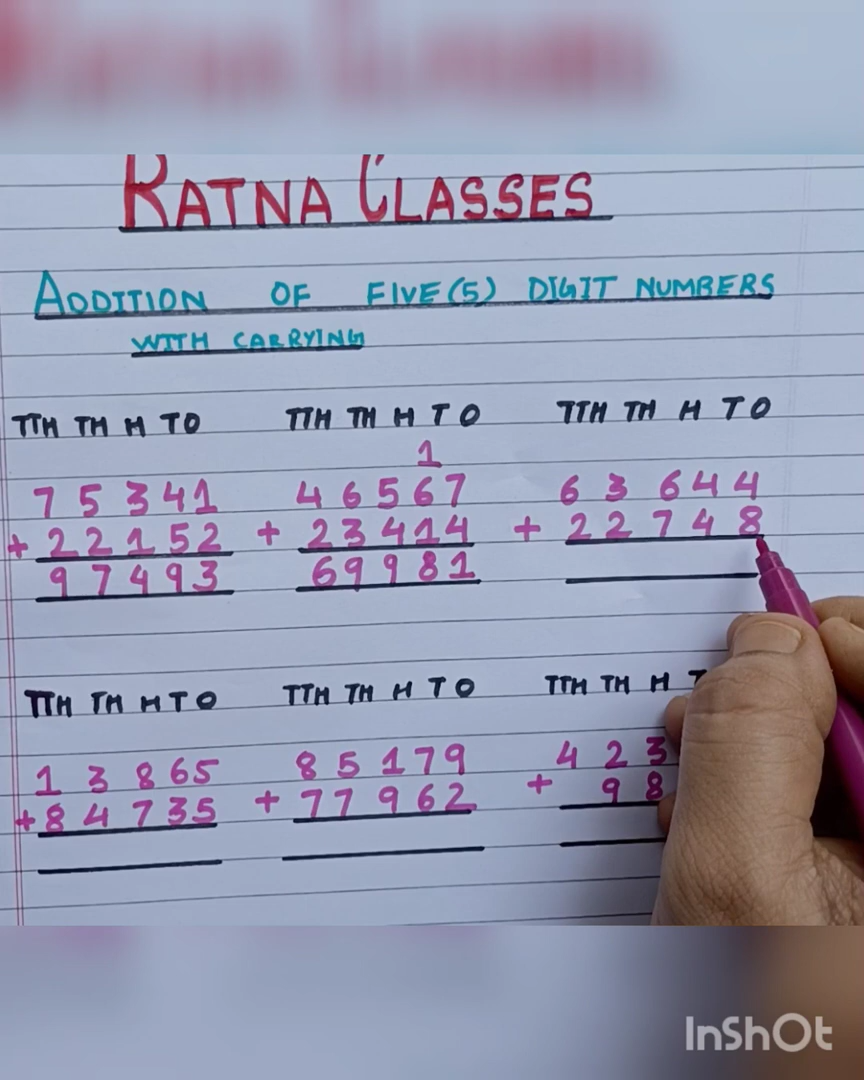 RATNA CLASSES
ADDITION OF FIVE(5) DIGIT NUMBERS
WITH CARRYING
TTH TH H T O TTH TH H T O TTH TH H T O
1
7 5 3 4 1 4 6 5 6 7 6 3 6 4 4
+ 2 2 1 5 2 + 2 3 4 1 4 + 2 2 7 4 8
9 7 4 9 3 6 9 9 8 1
TTH TH H T O TTH TH H T O TTH TH H
1 3 8 6 5 8 5 1 7 9 4 2 3
+ 8 4 7 3 5 + 7 7 9 6 2 + 9 8
InShOt